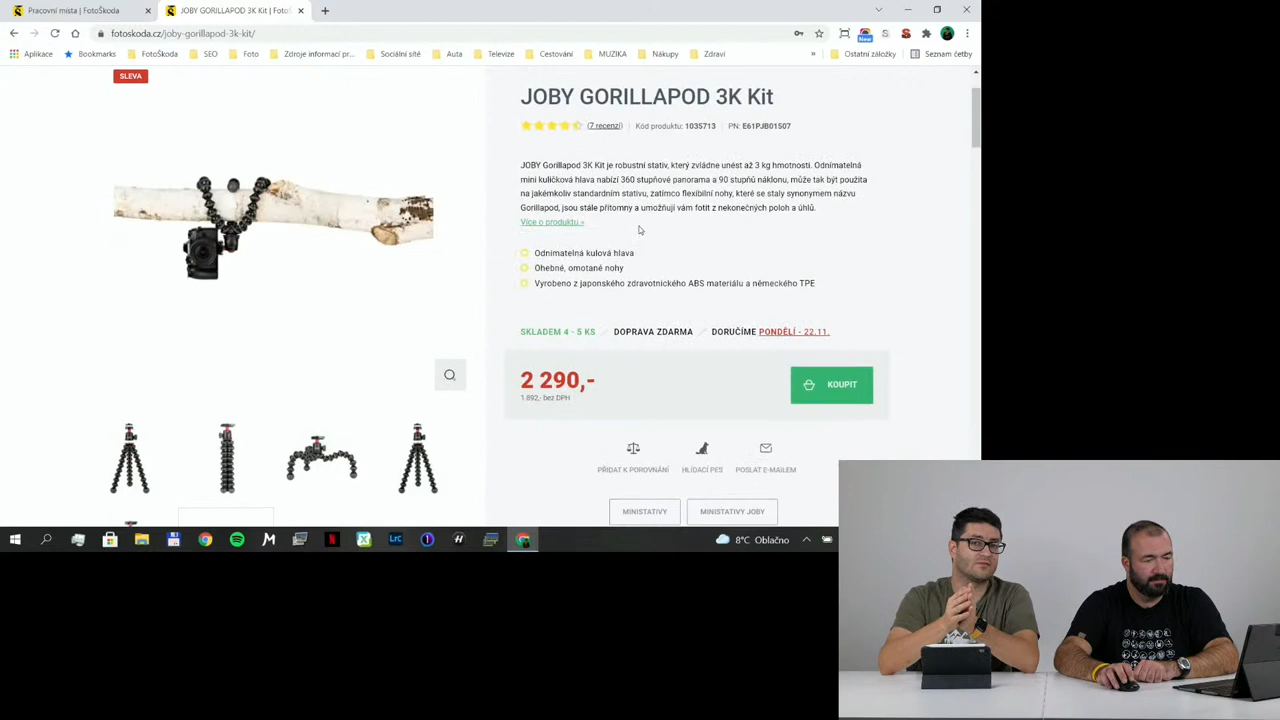 Pracovní místa | FotoŠkoda
JOBY GORILLAPOD 3K Kit | Foto
fotoskoda.cz/joby-gorillapod-3k-kit/
New
Aplikace
Bookmarks
FotoŠkoda
SEO
Foto
Zdroje informací pr...
Sociální sítě
Auta
Televize
Cestování
MUZIKA
Nákupy
Zdraví
»
Ostatní záložky
Seznam četby
SLEVA
JOBY GORILLAPOD 3K Kit
(7 recenzí)
Kód produktu: 1035713
PN: E61PJB01507
JOBY Gorillapod 3K Kit je robustní stativ, který zvládne unést až 3 kg hmotnosti. Odnímatelná
mini kuličková hlava nabízí 360 stupňové panorama a 90 stupňů náklonu, může tak být použita
na jakémkoliv standardním stativu, zatímco flexibilní nohy, které se staly synonymem názvu
Gorillapod, jsou stále přítomny a umožňují vám fotit z nekonečných poloh a úhlů.
Více o produktu »
Odnímatelná kulová hlava
Ohebné, omotané nohy
Vyrobeno z japonského zdravotnického ABS materiálu a německého TPE
SKLADEM 4 - 5 KS / DOPRAVA ZDARMA / DORUČÍME PONDĚLÍ - 22.11.
2 290,-
1 892,- bez DPH
KOUPIT
PŘIDAT K POROVNÁNÍ
HLÍDACÍ PES
POSLAT E-MAILEM
MINISTATIVY
MINISTATIVY JOBY
LrC
8°C Oblačno